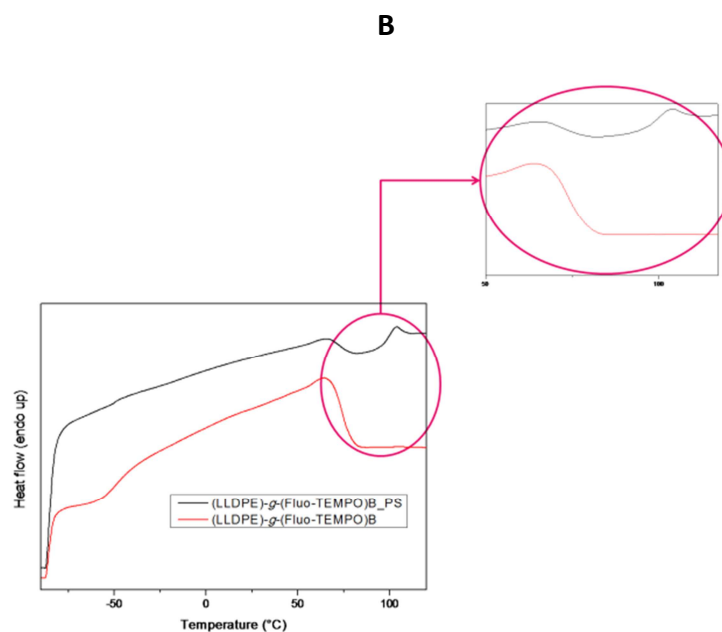 B
50
100
Heat flow (endo up)
(LLDPE)-g-(Fluo-TEMPO)B_PS
(LLDPE)-g-(Fluo-TEMPO)B
-50
0
50
100
Temperature (°C)